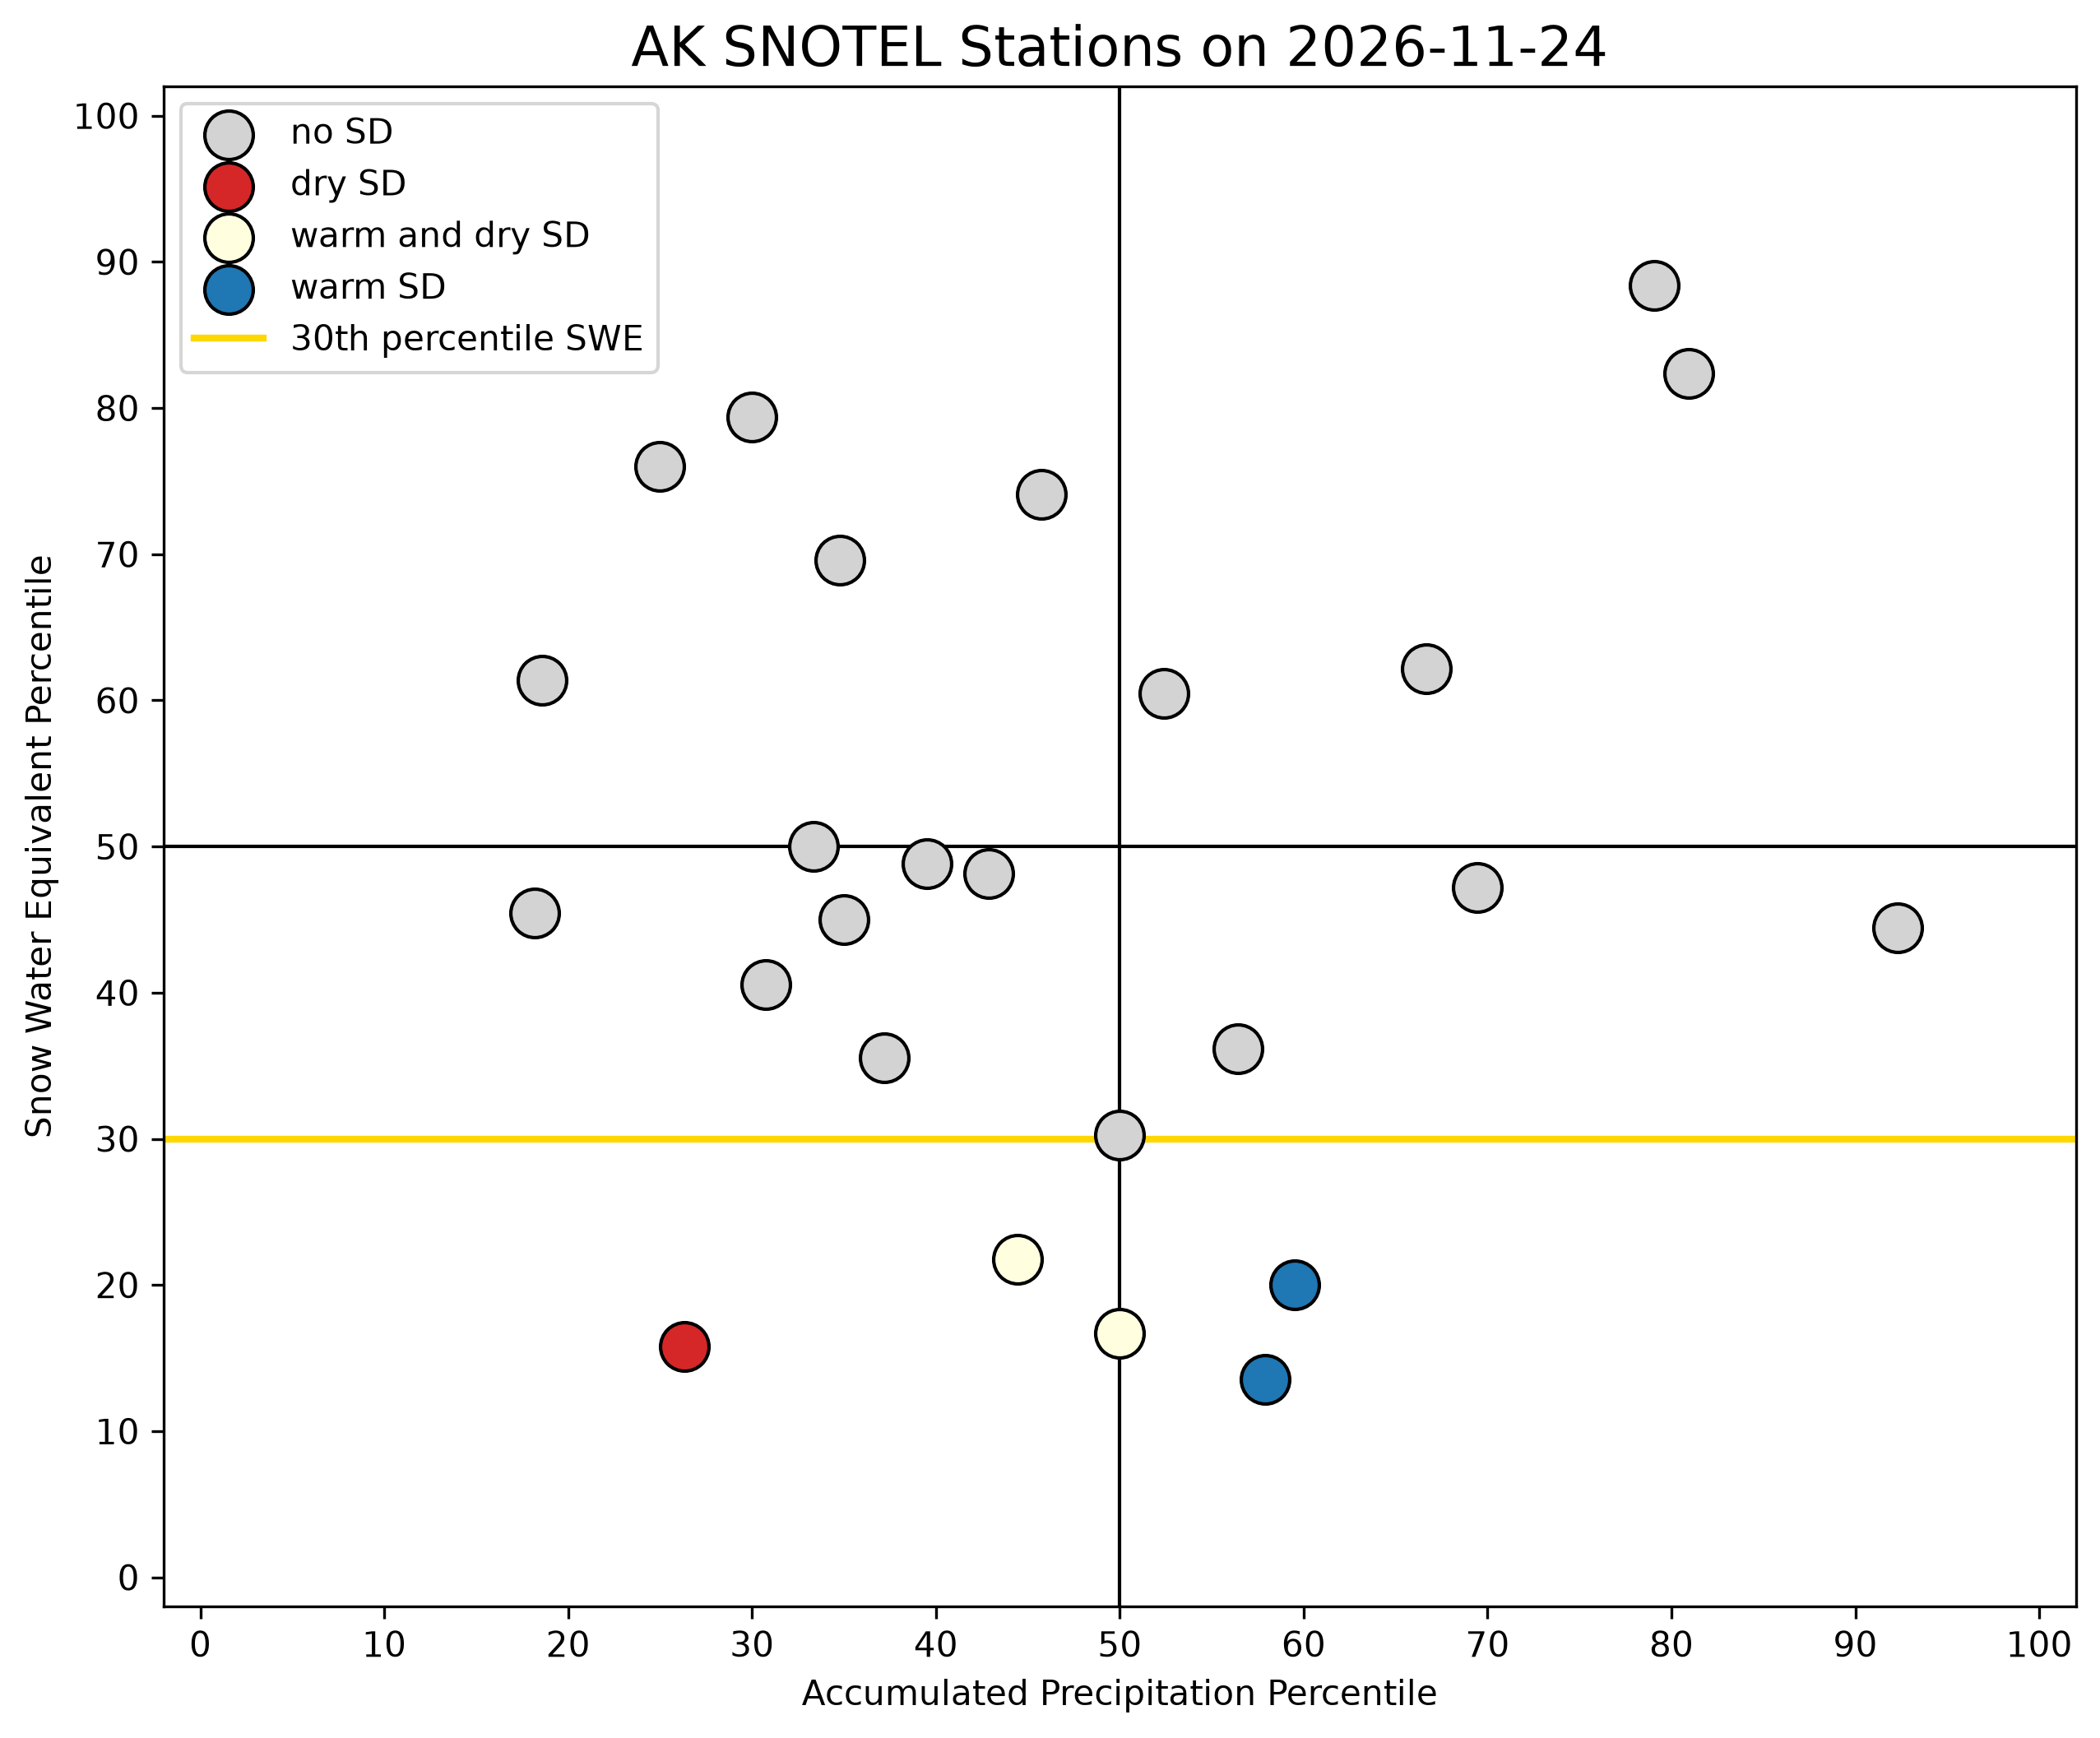 AK SNOTEL Stations on 2026-11-24
no SD
dry SD
warm and dry SD
warm SD
30th percentile SWE
Snow Water Equivalent Percentile
100
90
80
70
60
50
40
30
20
10
0
0 10 20 30 40 50 60 70 80 90 100
Accumulated Precipitation Percentile